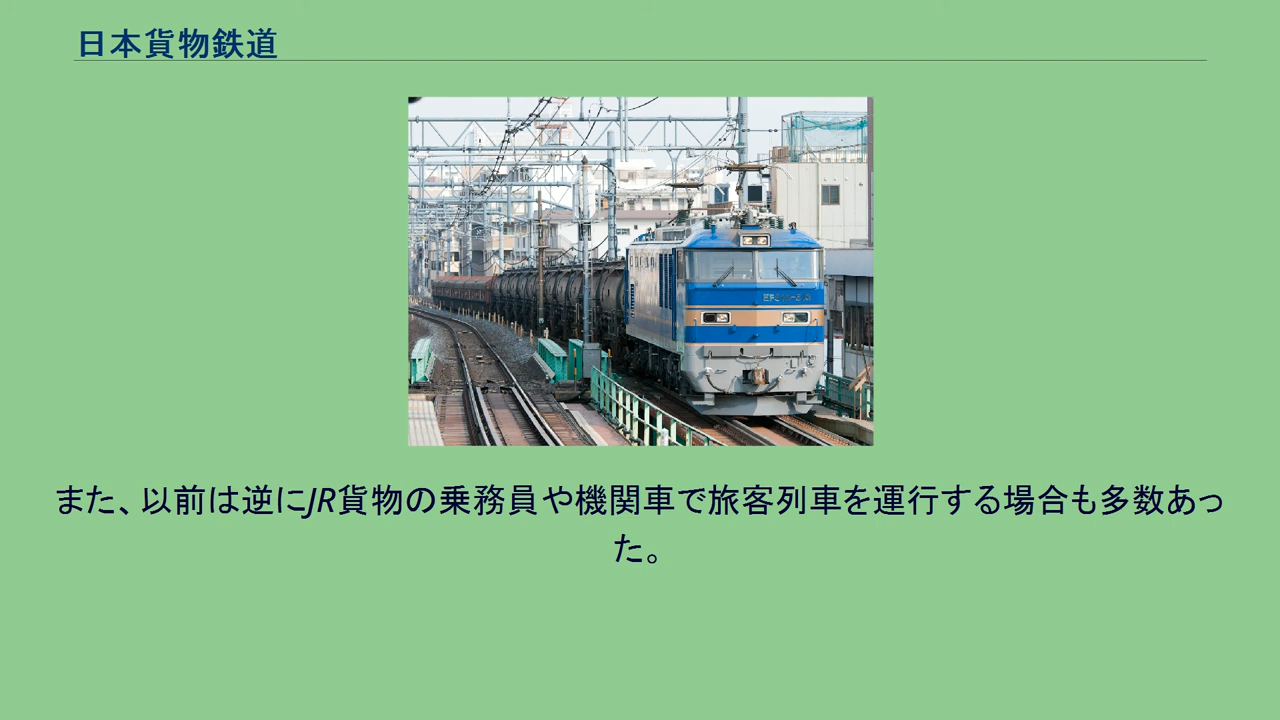 日本貨物鉄道
また、以前は逆にJR貨物の乗務員や機関車で旅客列車を運行する場合も多数あっ
た。